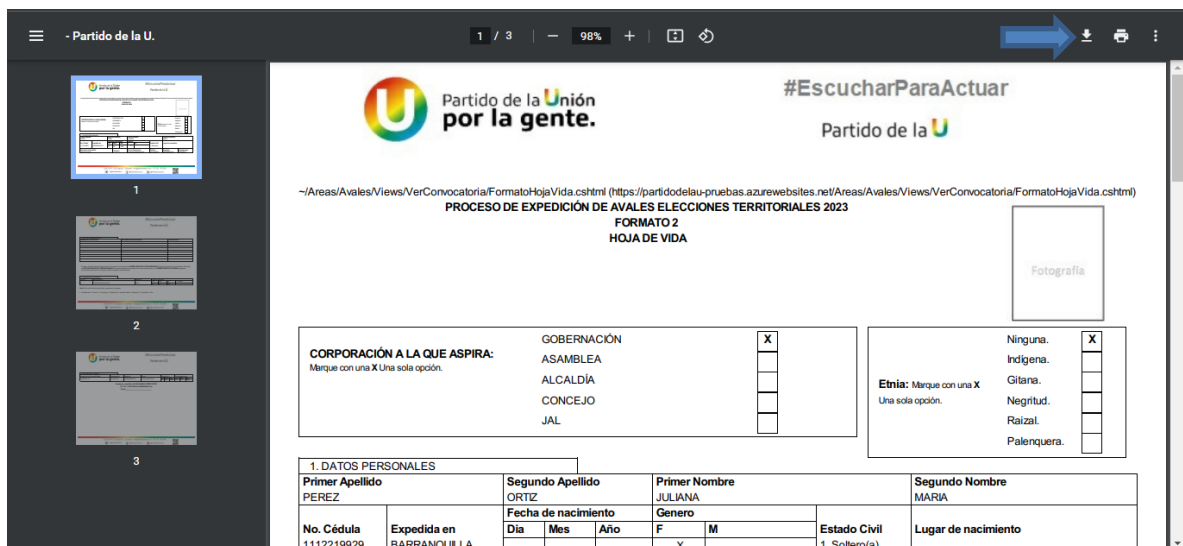 - Partido de la U.
1 / 3
98%
1
2
3
Partido de la Unión
por la gente.
#EscucharParaActuar
Partido de la U
~/Areas/Avales/Views/VerConvocatoria/FormatoHojaVida.cshtml (https://partidodelau-pruebas.azurewebsites.net/Areas/Avales/Views/VerConvocatoria/FormatoHojaVida.cshtml)
PROCESO DE EXPEDICIÓN DE AVALES ELECCIONES TERRITORIALES 2023
FORMATO 2
HOJA DE VIDA
Fotografía
CORPORACIÓN A LA QUE ASPIRA:
Marque con una X Una sola opción.
GOBERNACIÓN X
ASAMBLEA
ALCALDÍA
CONCEJO
JAL
Etnia: Marque con una X
Una sola opción.
Ninguna. X
Indígena.
Gitana.
Negritud.
Raizal.
Palenquera.
1. DATOS PERSONALES
Primer Apellido Segundo Apellido Primer Nombre Segundo Nombre
PEREZ ORTIZ JULIANA MARIA
Fecha de nacimiento Genero
No. Cédula Expedida en Dia Mes Año F M Estado Civil Lugar de nacimiento
1112219929 BARRANQUILLA X 1. Soltero(a)